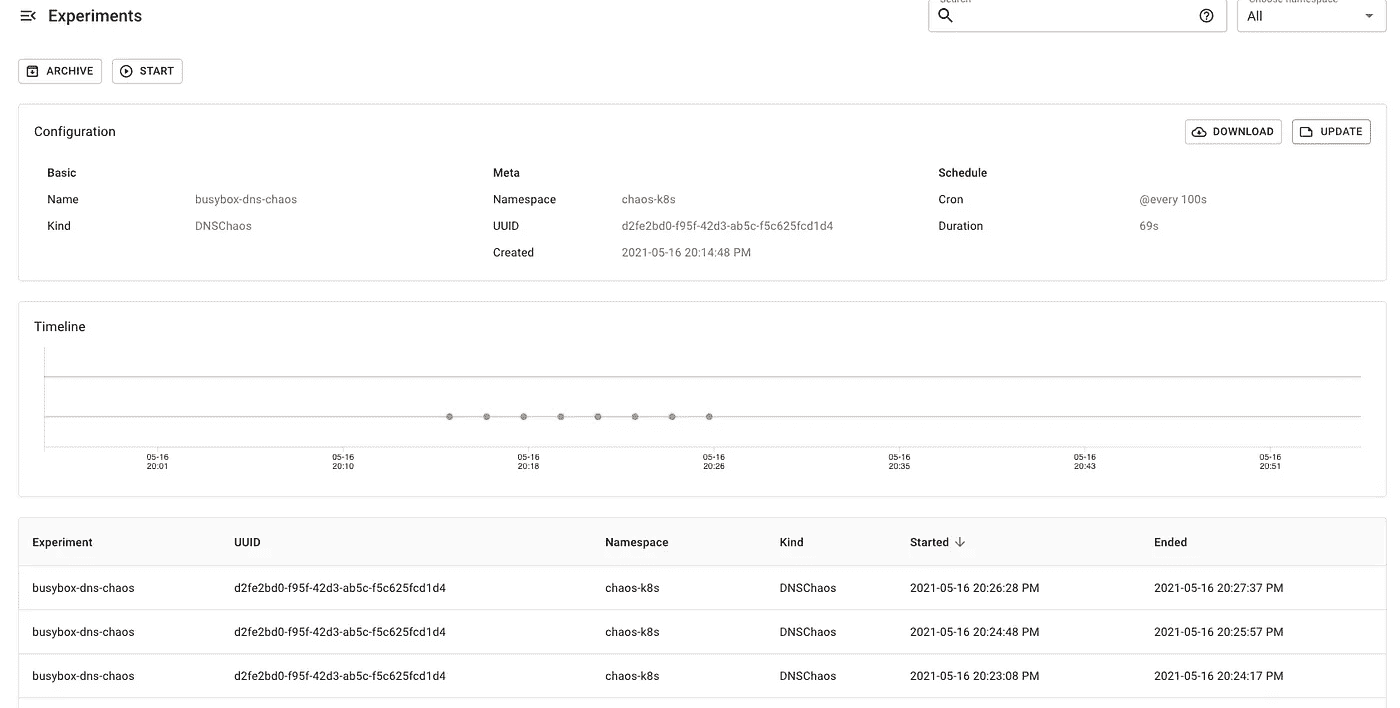 Experiments
Search
Choose namespace
All
ARCHIVE START
Configuration
DOWNLOAD UPDATE
Basic Meta Schedule
Name busybox-dns-chaos Namespace chaos-k8s Cron @every 100s
Kind DNSChaos UUID d2fe2bd0-f95f-42d3-ab5c-f5c625fcd1d4 Duration 69s
Created 2021-05-16 20:14:48 PM
Timeline
05-16 05-16 05-16 05-16 05-16 05-16 05-16
20:01 20:10 20:18 20:26 20:35 20:43 20:51
Experiment UUID Namespace Kind Started Ended
busybox-dns-chaos d2fe2bd0-f95f-42d3-ab5c-f5c625fcd1d4 chaos-k8s DNSChaos 2021-05-16 20:26:28 PM 2021-05-16 20:27:37 PM
busybox-dns-chaos d2fe2bd0-f95f-42d3-ab5c-f5c625fcd1d4 chaos-k8s DNSChaos 2021-05-16 20:24:48 PM 2021-05-16 20:25:57 PM
busybox-dns-chaos d2fe2bd0-f95f-42d3-ab5c-f5c625fcd1d4 chaos-k8s DNSChaos 2021-05-16 20:23:08 PM 2021-05-16 20:24:17 PM